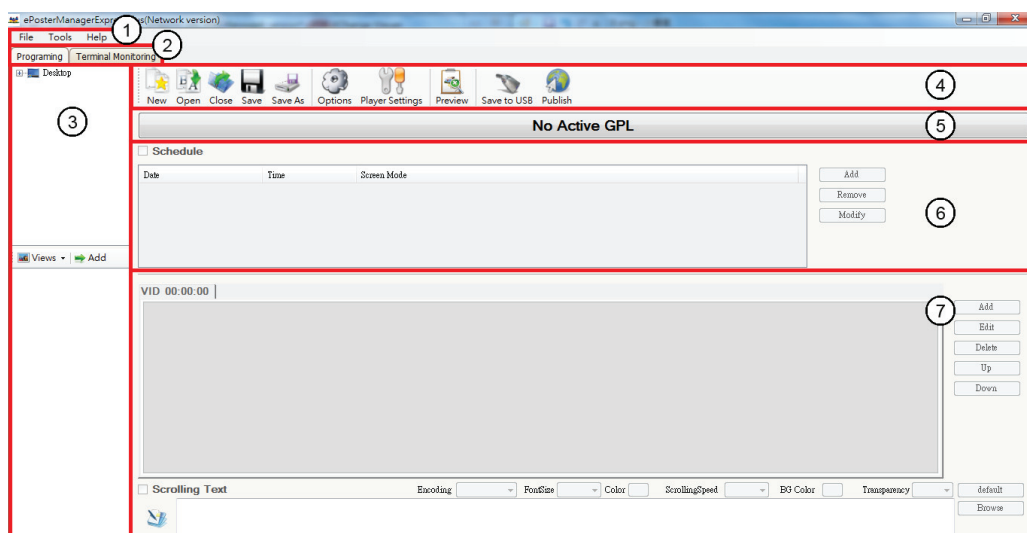 ePosterManagerExpre ns(Network version)
1
File Tools Help
2
Programing Terminal Monitoring
Desktop
3
New Open Close Save Save As Options Player Settings Preview Save to USB Publish
4
No Active GPL
5
Schedule
Date Time Screen Mode
Add
Remove
Modify
6
Views Add
VID 00:00:00
7
Add
Edit
Delete
Up
Down
Scrolling Text Encoding FontSize Color ScrollingSpeed BG Color Transparency default
Browse